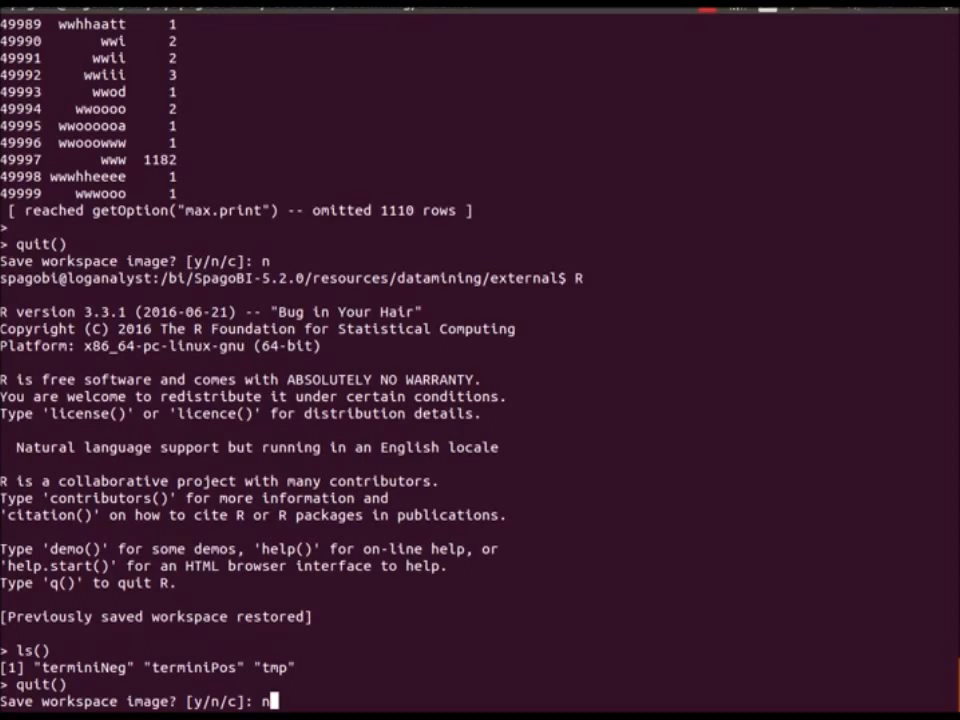 49989  wwhhaatt     1
49990       wwi     2
49991      wwii     2
49992     wwiii     3
49993      wwod     1
49994    wwoooo     2
49995  wwoooooa     1
49996  wwooowww     1
49997       www  1182
49998 wwwhheeee     1
49999    wwwooo     1
 [ reached getOption("max.print") -- omitted 1110 rows ]
>
> quit()
Save workspace image? [y/n/c]: n
spagobi@loganalyst:/bi/SpagoBI-5.2.0/resources/datamining/external$ R
R version 3.3.1 (2016-06-21) -- "Bug in Your Hair"
Copyright (C) 2016 The R Foundation for Statistical Computing
Platform: x86_64-pc-linux-gnu (64-bit)
R is free software and comes with ABSOLUTELY NO WARRANTY.
You are welcome to redistribute it under certain conditions.
Type 'license()' or 'licence()' for distribution details.
  Natural language support but running in an English locale
R is a collaborative project with many contributors.
Type 'contributors()' for more information and
'citation()' on how to cite R or R packages in publications.
Type 'demo()' for some demos, 'help()' for on-line help, or
'help.start()' for an HTML browser interface to help.
Type 'q()' to quit R.
[Previously saved workspace restored]
> ls()
[1] "terminiNeg" "terminiPos" "tmp"
> quit()
Save workspace image? [y/n/c]: n